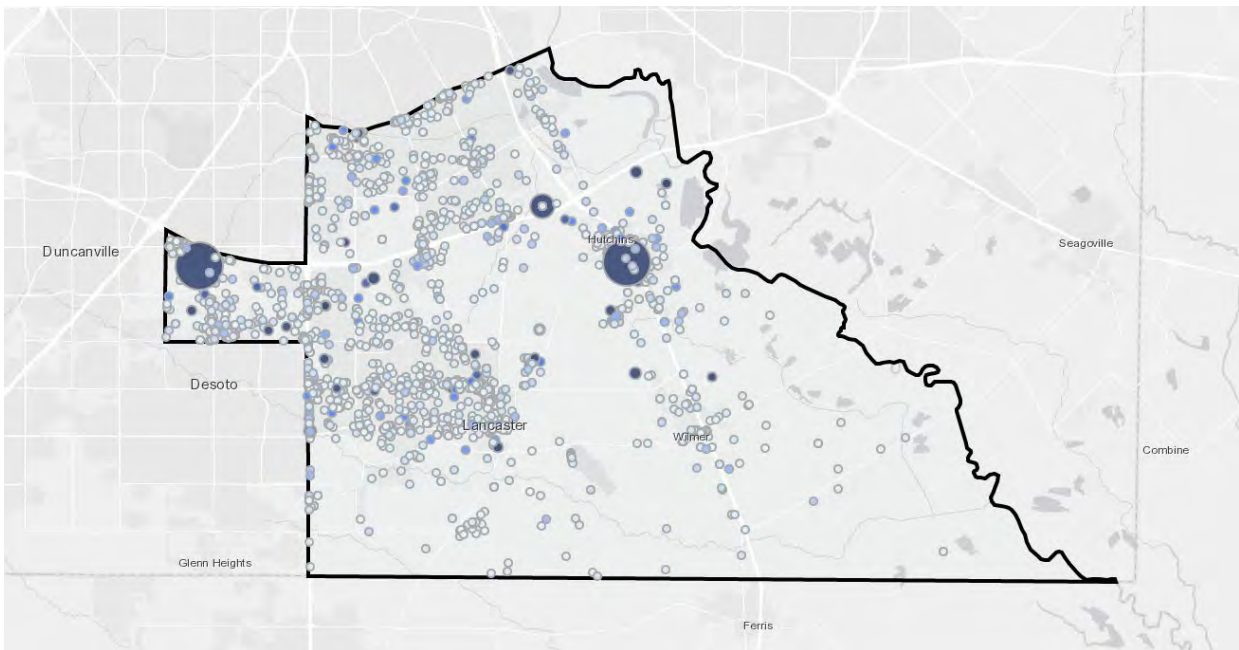 Hutchins
Duncanville
Seagoville
Desoto
Lancaster
Wilmer
Combine
Glenn Heights
Ferris